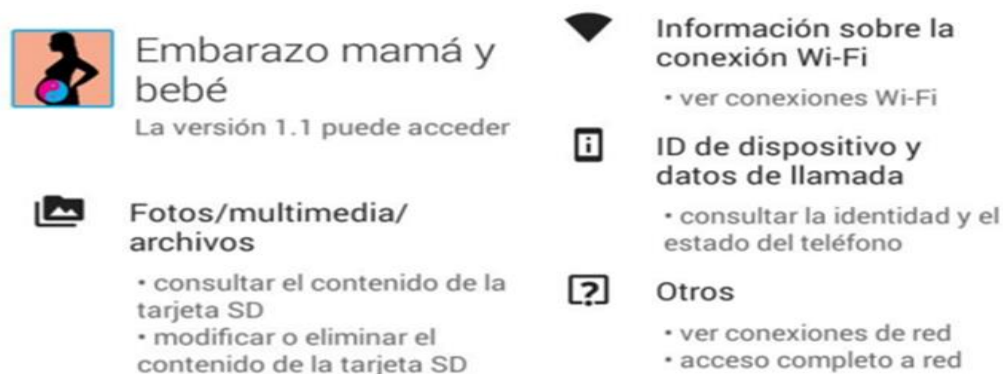 Embarazo mamá y
bebé
La versión 1.1 puede acceder
Fotos/multimedia/
archivos
• consultar el contenido de la
tarjeta SD
• modificar o eliminar el
contenido de la tarjeta SD
Información sobre la
conexión Wi-Fi
• ver conexiones Wi-Fi
ID de dispositivo y
datos de llamada
• consultar la identidad y el
estado del teléfono
Otros
• ver conexiones de red
• acceso completo a red